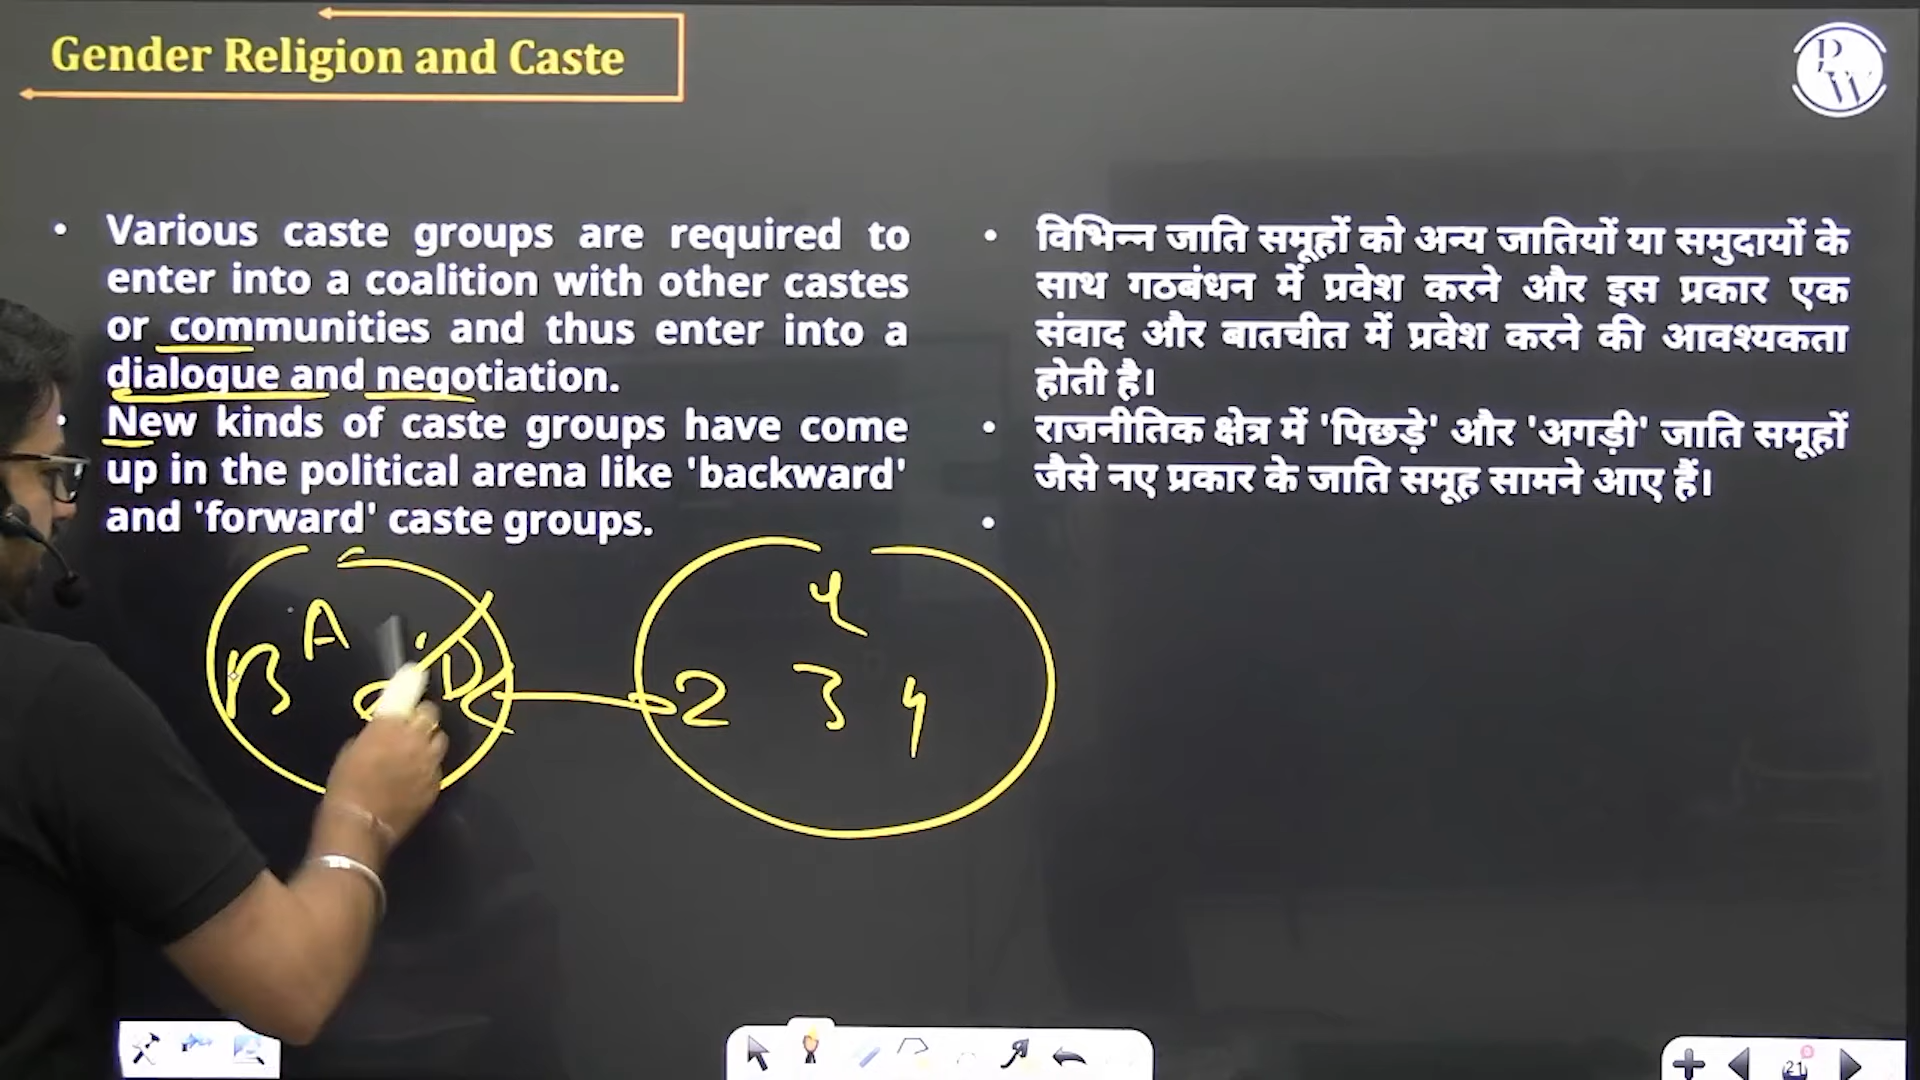 Gender Religion and Caste
PW
• Various caste groups are required to
enter into a coalition with other castes
or communities and thus enter into a
dialogue and negotiation.
• New kinds of caste groups have come
up in the political arena like 'backward'
and 'forward' caste groups.
• विभिन्न जाति समूहों को अन्य जातियों या समुदायों के
साथ गठबंधन में प्रवेश करने और इस प्रकार एक
संवाद और बातचीत में प्रवेश करने की आवश्यकता
होती है।
• राजनीतिक क्षेत्र में 'पिछड़े' और 'अगड़ी' जाति समूहों
जैसे नए प्रकार के जाति समूह सामने आए हैं।
•
A
B D
2 3 4
21